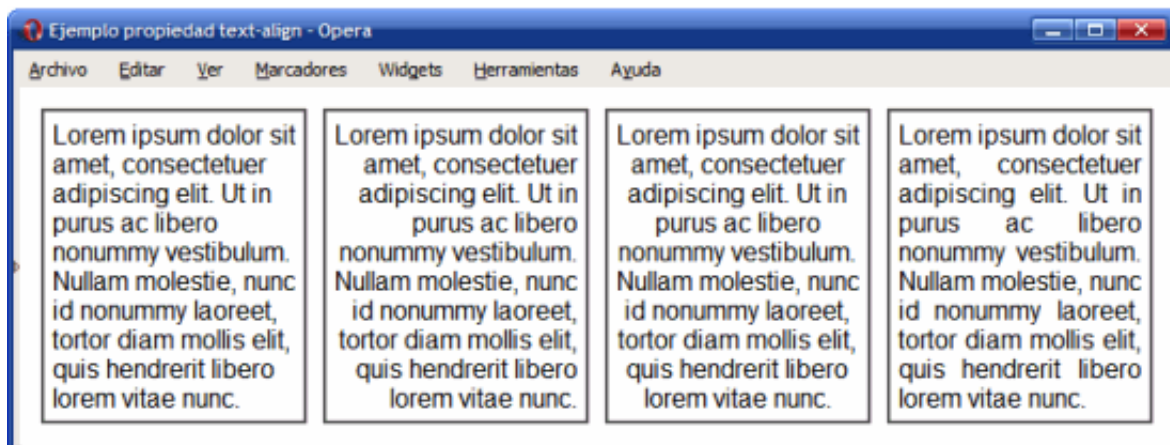 Ejemplo propiedad text-align - Opera
Archivo Editar Ver Marcadores Widgets Herramientas Ayuda
Lorem ipsum dolor sit
amet, consectetuer
adipiscing elit. Ut in
purus ac libero
nonummy vestibulum.
Nullam molestie, nunc
id nonummy laoreet,
tortor diam mollis elit,
quis hendrerit libero
lorem vitae nunc.
Lorem ipsum dolor sit
amet, consectetuer
adipiscing elit. Ut in
purus ac libero
nonummy vestibulum.
Nullam molestie, nunc
id nonummy laoreet,
tortor diam mollis elit,
quis hendrerit libero
lorem vitae nunc.
Lorem ipsum dolor sit
amet, consectetuer
adipiscing elit. Ut in
purus ac libero
nonummy vestibulum.
Nullam molestie, nunc
id nonummy laoreet,
tortor diam mollis elit,
quis hendrerit libero
lorem vitae nunc.
Lorem ipsum dolor sit
amet, consectetuer
adipiscing elit. Ut in
purus ac libero
nonummy vestibulum.
Nullam molestie, nunc
id nonummy laoreet,
tortor diam mollis elit,
quis hendrerit libero
lorem vitae nunc.